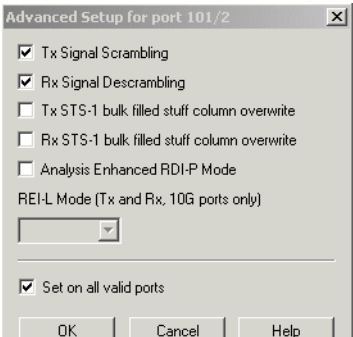 Advanced Setup for port 101/2
Tx Signal Scrambling
Rx Signal Descrambling
Tx STS-1 bulk filled stuff column overwrite
Rx STS-1 bulk filled stuff column overwrite
Analysis Enhanced RDI-P Mode
REI-L Mode (Tx and Rx, 10G ports only)
Set on all valid ports
OK Cancel Help